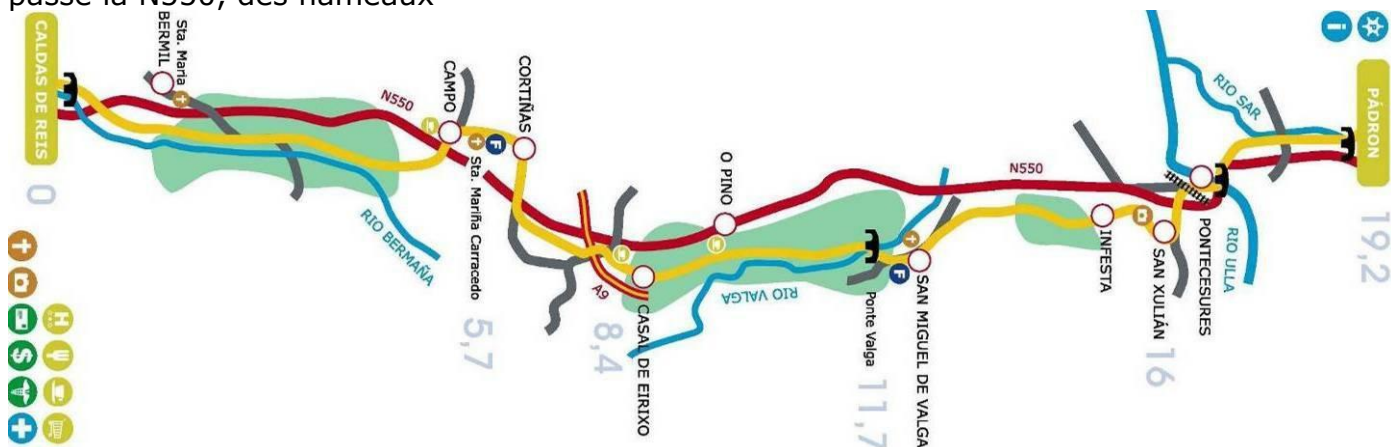 passe la N550, des hameaux
CALDAS DE REIS
0
Sta. Maria
BERMIL
RIO BERMAÑA
N550
CAMPO
Sta. Mariña Carracedo
F
5,7
CORTIÑAS
A9
8,4
CASAL DE EIRIXO
O PINO
RIO VALGA
Ponte Valga
11,7
F
SAN MIGUEL DE VALGA
N550
INFESTA
SAN XULIÁN
16
PONTECESURES
RIO ULLA
RIO SAR
i
PÁDRON
19,2
H
$